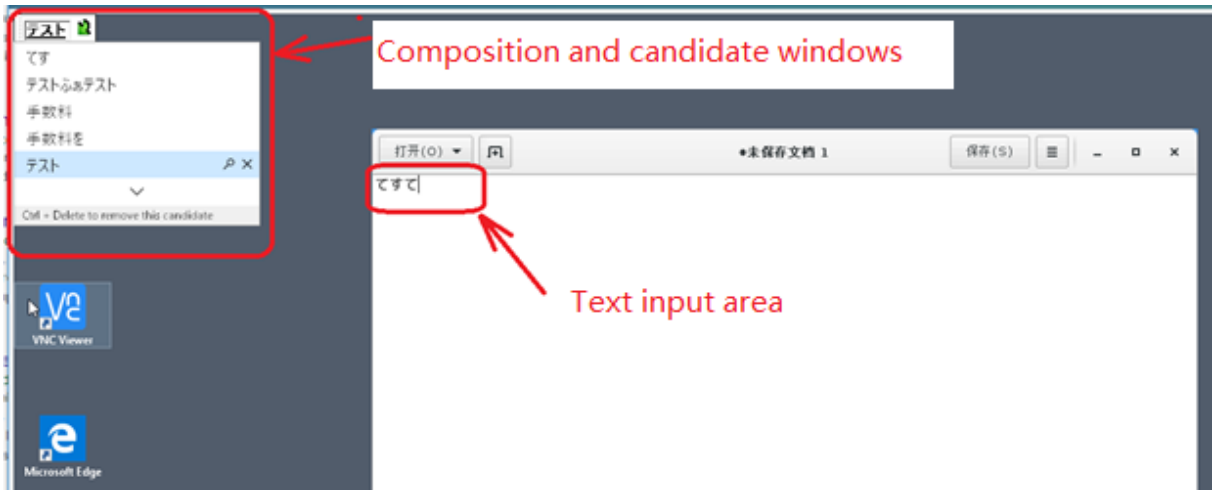 テスト
てす
テストふぁテスト
手数料
手数料を
テスト
Ctrl + Delete to remove this candidate
Composition and candidate windows
打开(O)
•未保存文档 1
保存(S)
てすて
Text input area
VNC Viewer
Microsoft Edge